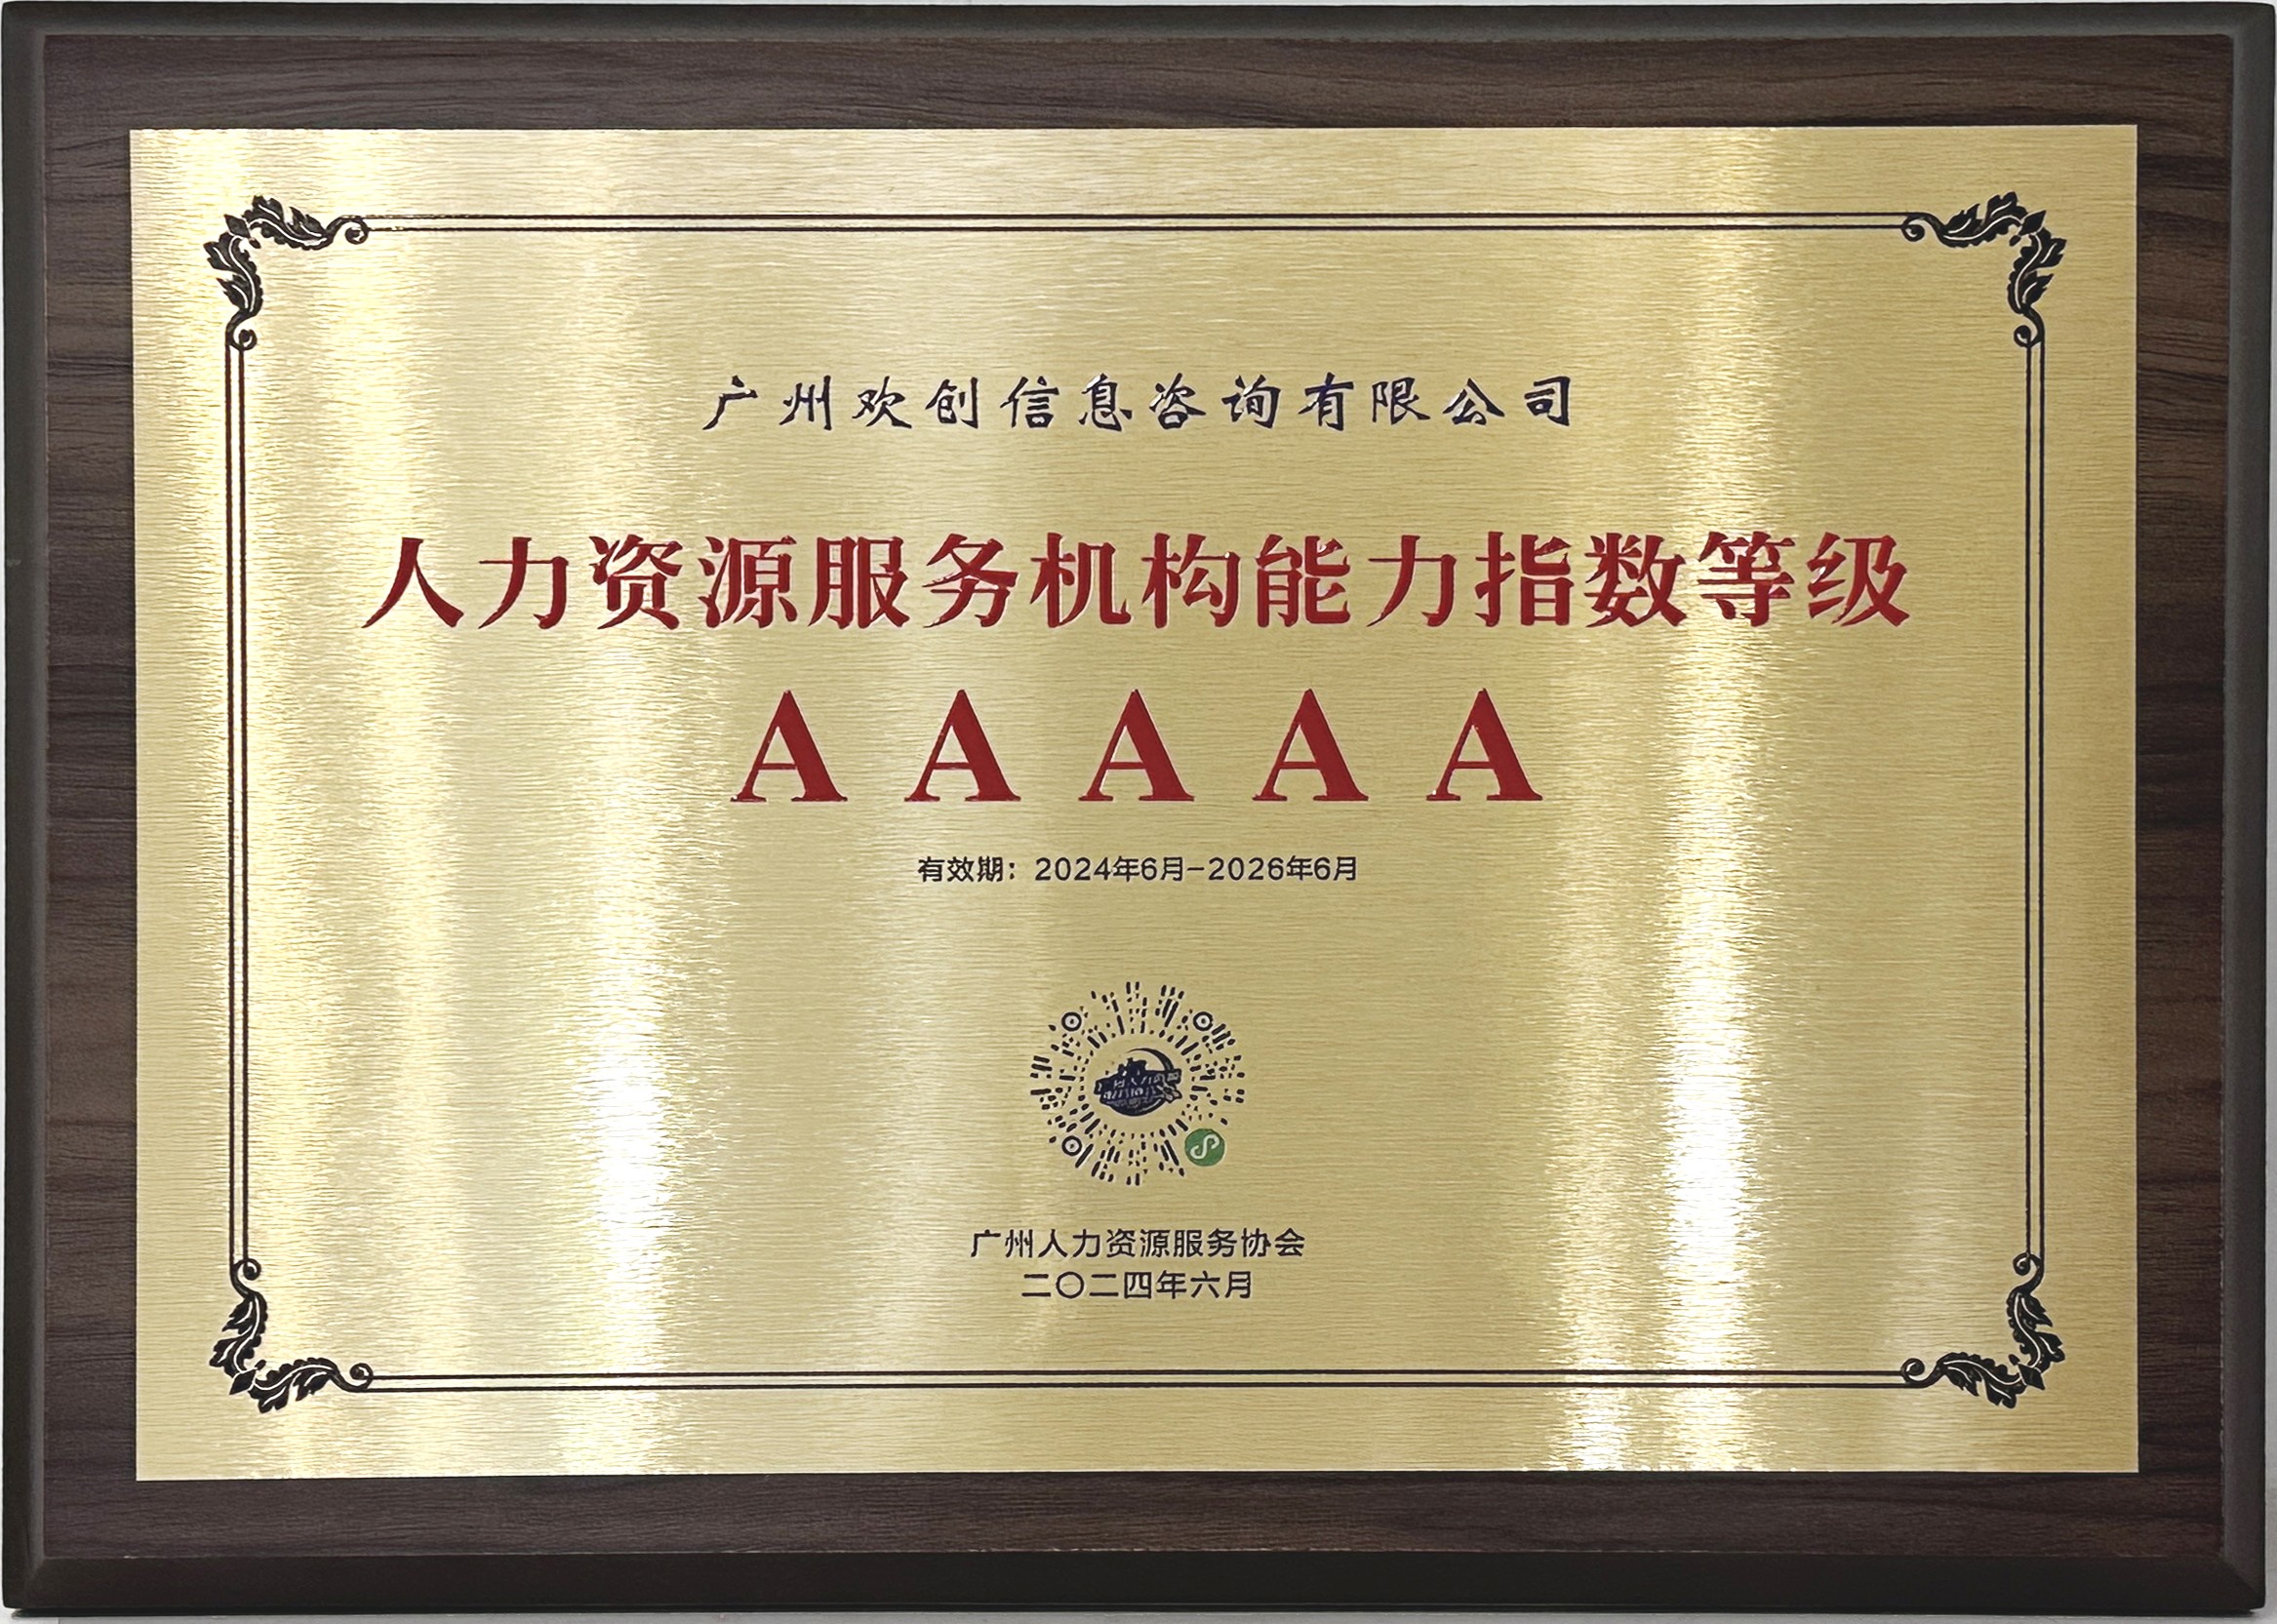 广州欢创信息咨询有限公司
人力资源服务机构能力指数等级
AAAAA
有效期：2024年6月-2026年6月
广州人力资源服务协会
二〇二四年六月